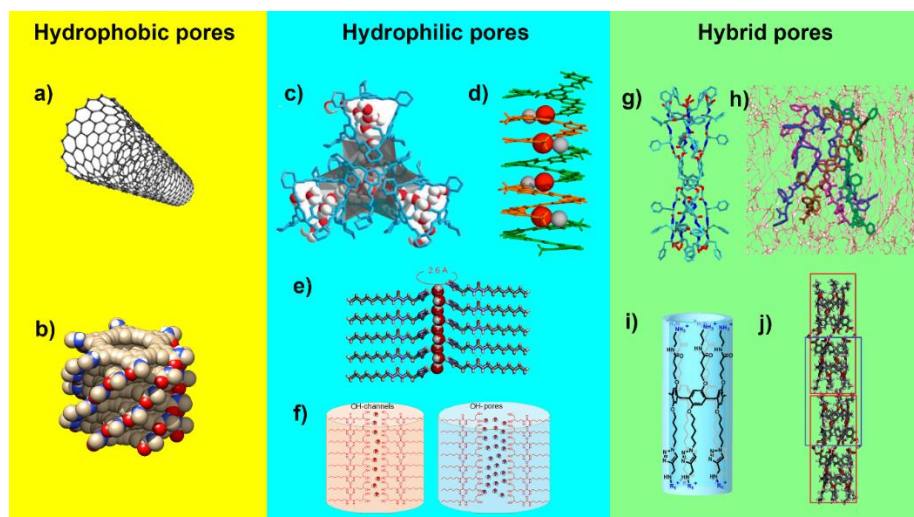 Hydrophobic pores
Hydrophilic pores
Hybrid pores
a)
b)
c)
d)
e)
2.6 A
f)
OH-channels
OH-pores
g)
h)
i)
j)